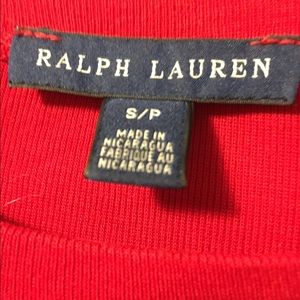 RALPH LAUREN
S/P
MADE IN
NICARAGUA
FABRIQUÉ AU
NICARAGUA